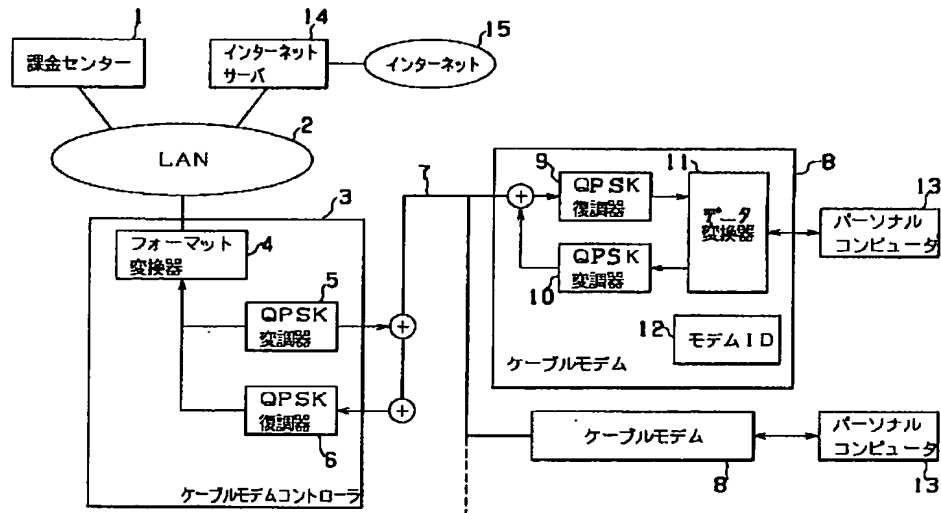 1
課金センター
14
インターネット
サーバ
15
インターネット
2
LAN
3
フォーマット
変換器
4
5
QPSK
変調器
QPSK
復調器
6
ケーブルモデムコントローラ
7
8
9
QPSK
復調器
11
データ
変換器
QPSK
変調器
10
12
モデムID
ケーブルモデム
13
パーソナル
コンピュータ
ケーブルモデム
8
パーソナル
コンピュータ
13